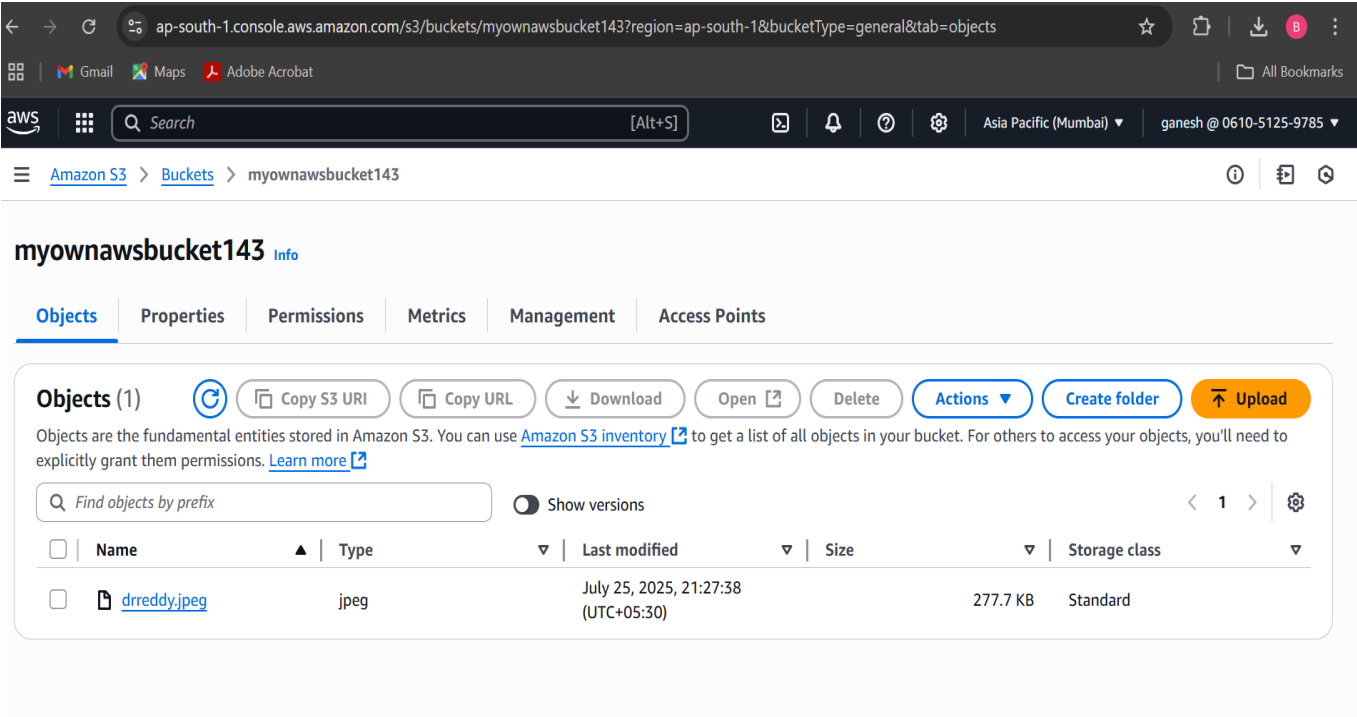 ap-south-1.console.aws.amazon.com/s3/buckets/myownawsbucket143?region=ap-south-1&bucketType=general&tab=objects
B
Gmail Maps Adobe Acrobat All Bookmarks
aws Search [Alt+S] Asia Pacific (Mumbai) ▼ ganesh @ 0610-5125-9785 ▼
Amazon S3 > Buckets > myownawsbucket143
myownawsbucket143 Info
Objects Properties Permissions Metrics Management Access Points
Objects (1) Copy S3 URI Copy URL Download Open Delete Actions ▼ Create folder Upload
Objects are the fundamental entities stored in Amazon S3. You can use Amazon S3 inventory to get a list of all objects in your bucket. For others to access your objects, you'll need to
explicitly grant them permissions. Learn more
Find objects by prefix Show versions 1
Name Type Last modified Size Storage class
drreddy.jpeg jpeg July 25, 2025, 21:27:38 277.7 KB Standard
(UTC+05:30)